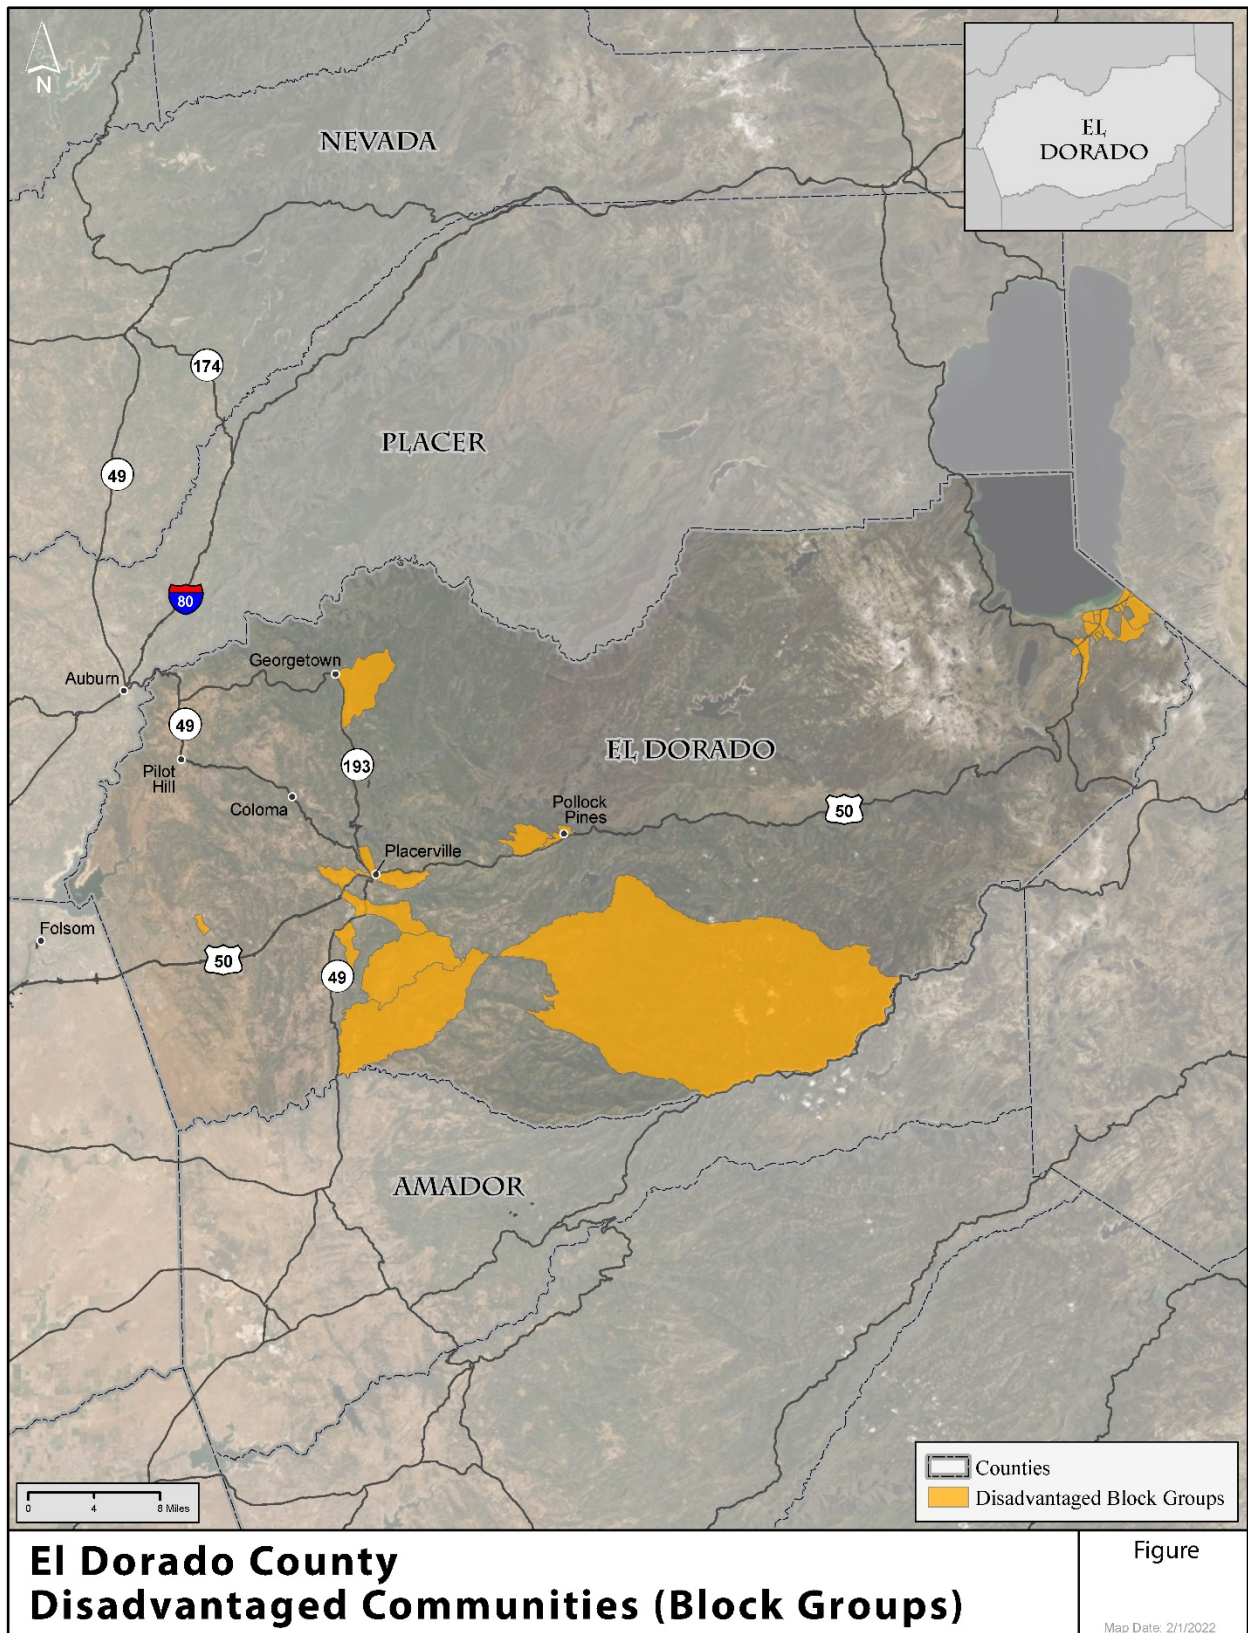 N
NEVADA
EL
DORADO
174
PLACER
49
80
Georgetown
Auburn
49
EL DORADO
193
Pilot
Hill
Coloma
Pollock
Pines
50
Placerville
Folsom
50
49
AMADOR
Counties
Disadvantaged Block Groups
0 4 8 Miles
El Dorado County
Disadvantaged Communities (Block Groups)
Figure
Map Date: 2/1/2022